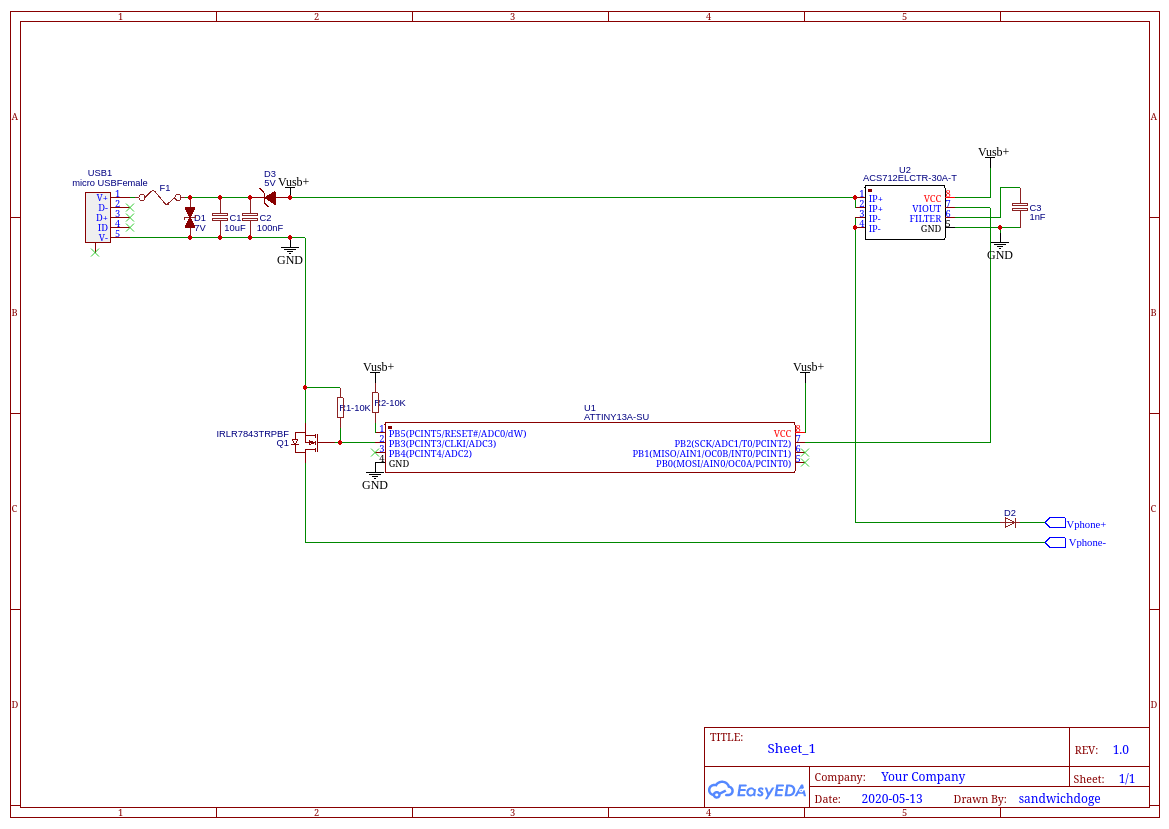 1 2 3 4 5
A A
B B
C C
D D
USB1
micro USBFemale
V+ 1
D- 2
D+ 3
ID 4
V- 5
F1
D1
7V
C1
10uF
C2
100nF
D3
5V
Vusb+
GND
Vusb+
U2
ACS712ELCTR-30A-T
1 IP+ VCC 8
2 IP+ VIOUT 7
3 IP- FILTER 6
4 IP- GND 5
C3
1nF
GND
Vusb+
Vusb+
R1-10K
R2-10K
IRLR7843TRPBF
Q1
U1
ATTINY13A-SU
1 PB5(PCINT5/RESET#/ADC0/dW) VCC 8
2 PB3(PCINT3/CLKI/ADC3) PB2(SCK/ADC1/T0/PCINT2) 7
3 PB4(PCINT4/ADC2) PB1(MISO/AIN1/OC0B/INT0/PCINT1) 6
4 GND PB0(MOSI/AIN0/OC0A/PCINT0) 5
GND
D2
Vphone+
Vphone-
TITLE:
Sheet_1
REV: 1.0
EasyEDA
Company: Your Company
Sheet: 1/1
Date: 2020-05-13
Drawn By: sandwichdoge
1 2 3 4 5